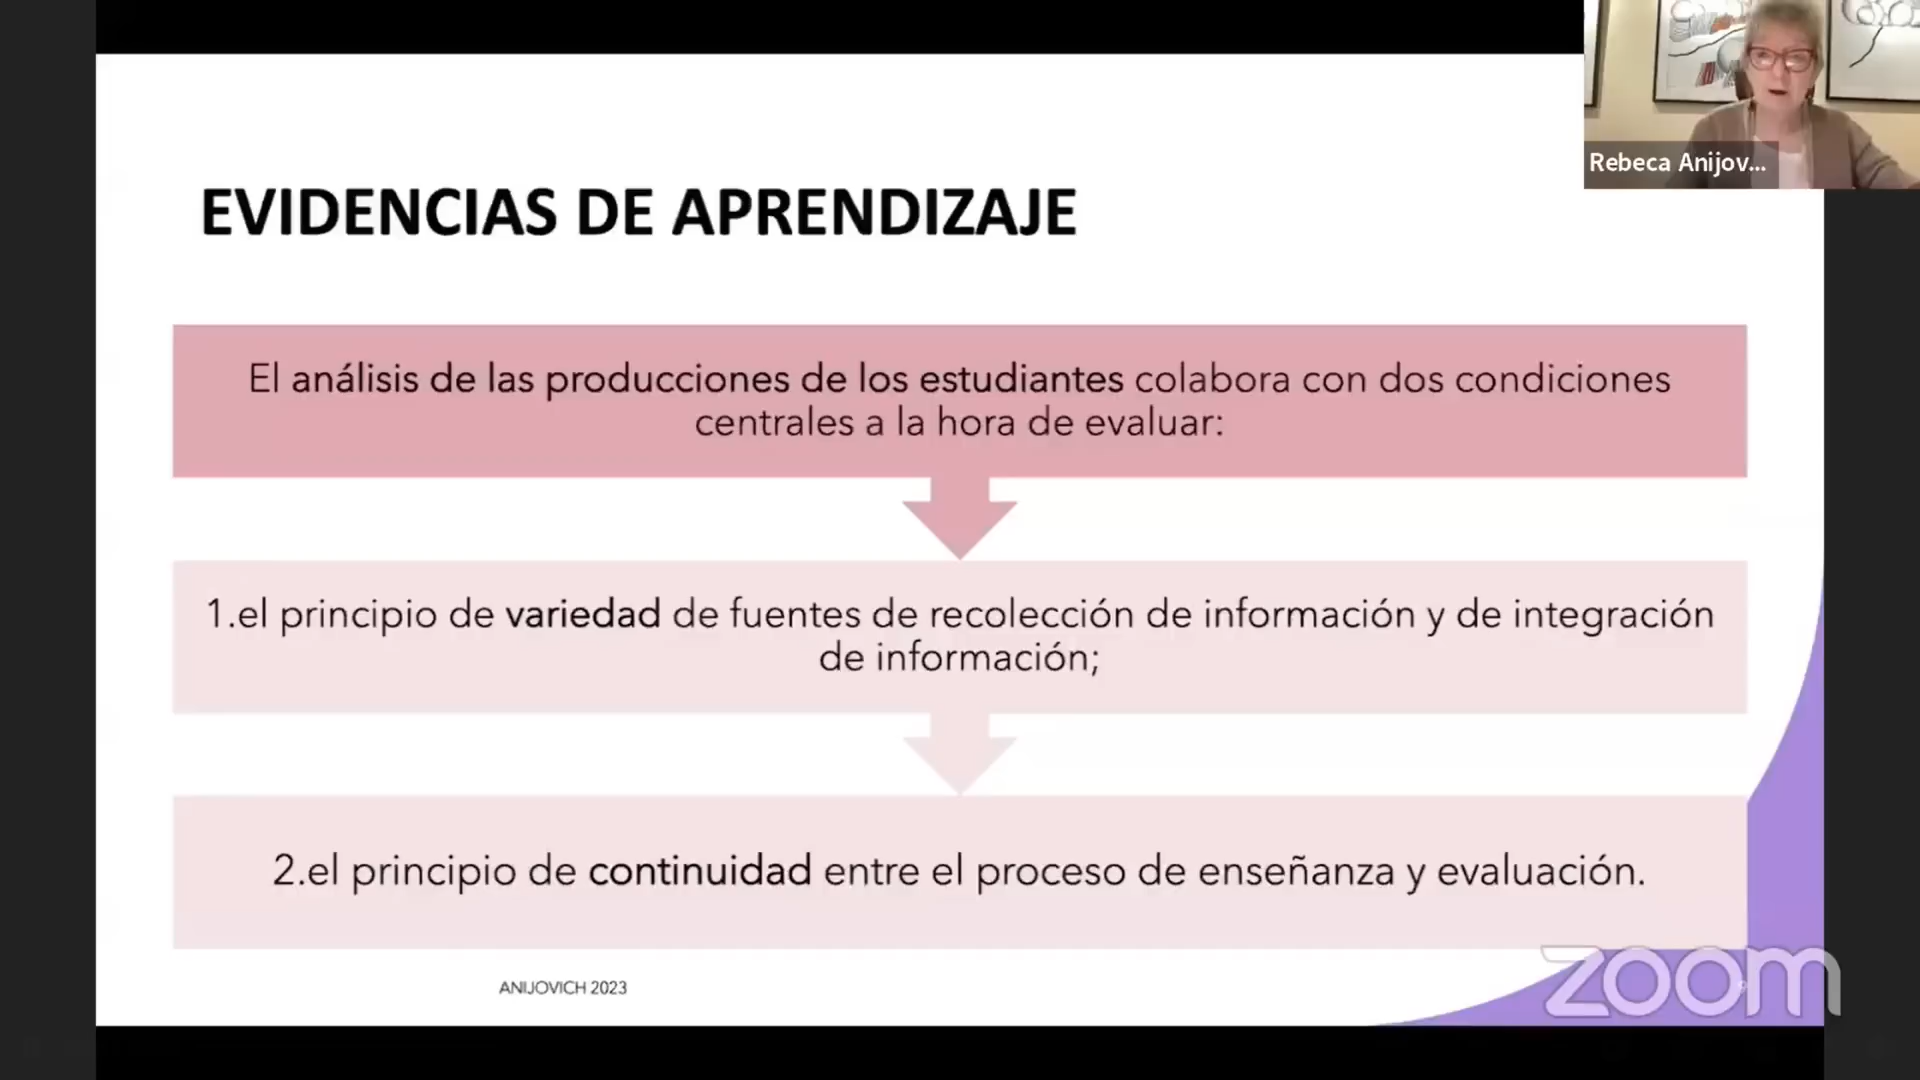 Rebeca Anijov...
EVIDENCIAS DE APRENDIZAJE
El análisis de las producciones de los estudiantes colabora con dos condiciones
centrales a la hora de evaluar:
1.el principio de variedad de fuentes de recolección de información y de integración
de información;
2.el principio de continuidad entre el proceso de enseñanza y evaluación.
ANIJOVICH 2023
9
zoom